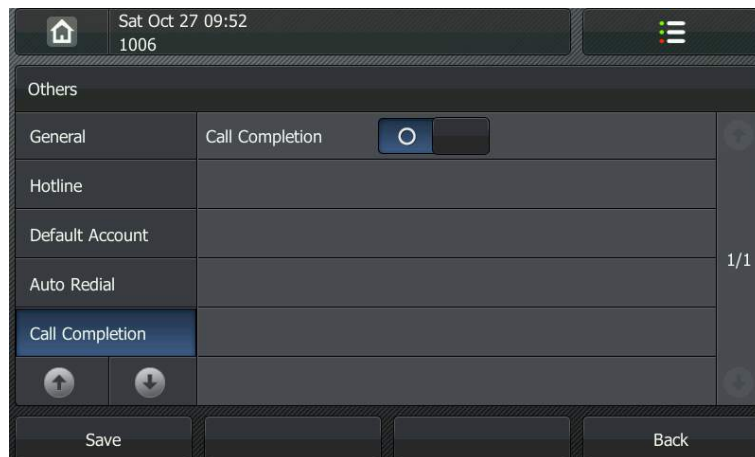 Sat Oct 27 09:52
1006
Others
General
Call Completion
Hotline
Default Account
1/1
Auto Redial
Call Completion
Save
Back